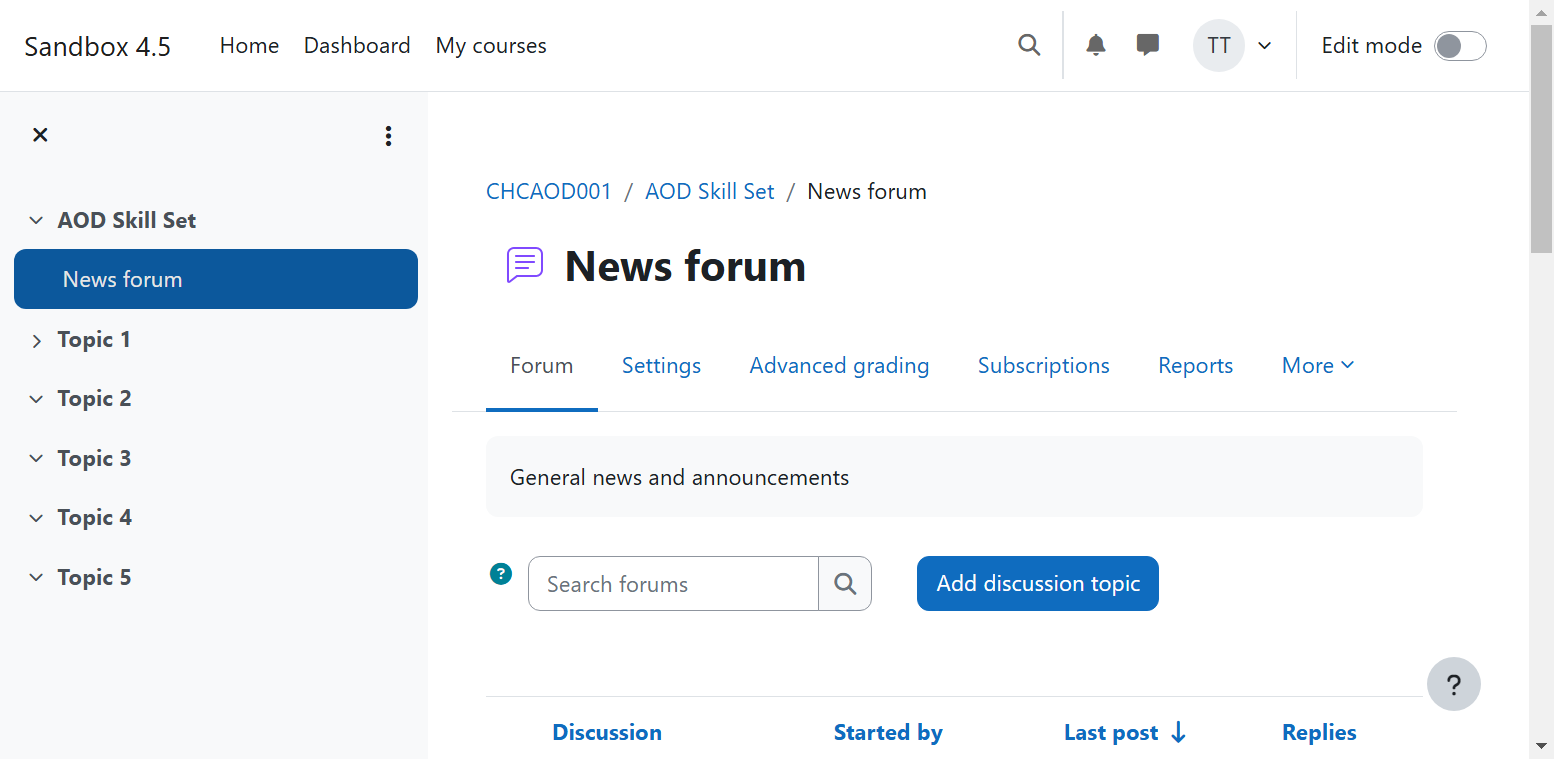 Sandbox 4.5 Home Dashboard My courses TT Edit mode
AOD Skill Set
News forum
Topic 1
Topic 2
Topic 3
Topic 4
Topic 5
CHCAOD001 / AOD Skill Set / News forum
News forum
Forum Settings Advanced grading Subscriptions Reports More
General news and announcements
? Search forums Add discussion topic
?
Discussion Started by Last post Replies